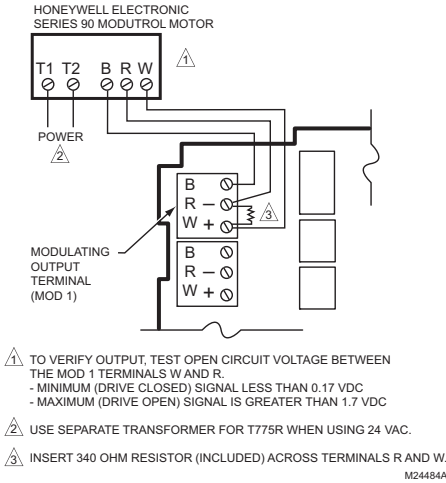 HONEYWELL ELECTRONIC
SERIES 90 MODUTROL MOTOR
1
T1 T2 B R W
POWER
2
B
R –
W +
3
MODULATING
OUTPUT
TERMINAL
(MOD 1)
B
R –
W +
1 TO VERIFY OUTPUT, TEST OPEN CIRCUIT VOLTAGE BETWEEN
THE MOD 1 TERMINALS W AND R.
- MINIMUM (DRIVE CLOSED) SIGNAL LESS THAN 0.17 VDC
- MAXIMUM (DRIVE OPEN) SIGNAL IS GREATER THAN 1.7 VDC
2 USE SEPARATE TRANSFORMER FOR T775R WHEN USING 24 VAC.
3 INSERT 340 OHM RESISTOR (INCLUDED) ACROSS TERMINALS R AND W.
M24484A